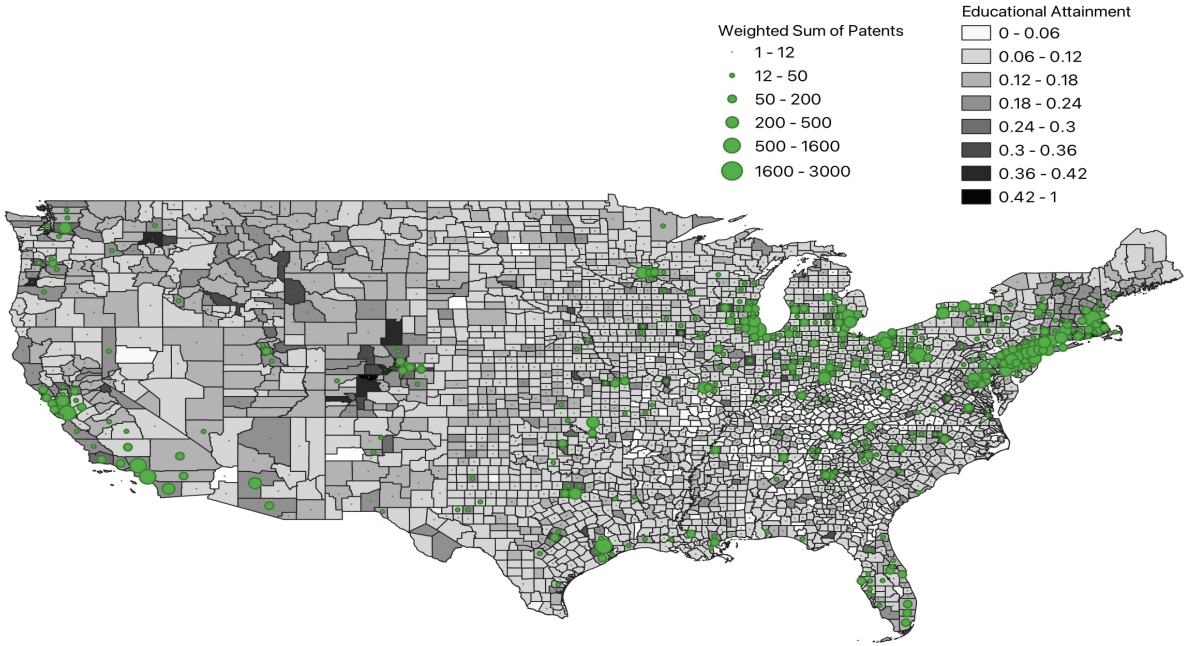 Weighted Sum of Patents
1 - 12
12 - 50
50 - 200
200 - 500
500 - 1600
1600 - 3000
Educational Attainment
0 - 0.06
0.06 - 0.12
0.12 - 0.18
0.18 - 0.24
0.24 - 0.3
0.3 - 0.36
0.36 - 0.42
0.42 - 1